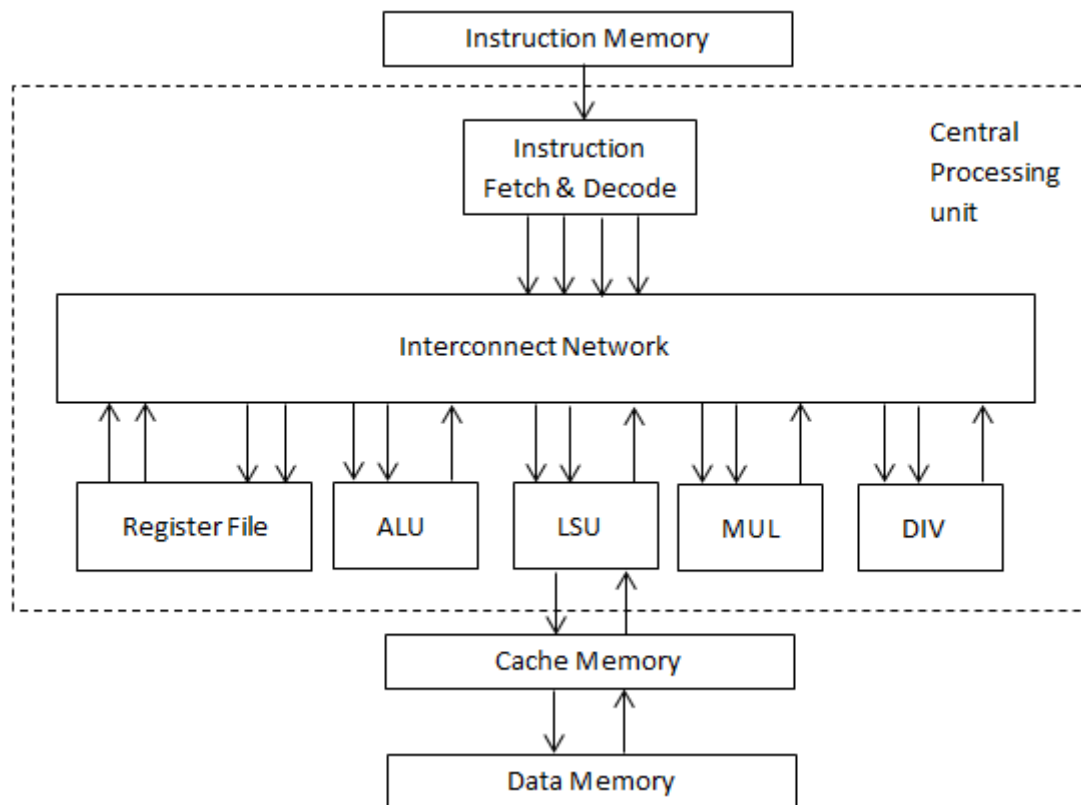 Instruction Memory
Central
Processing
unit
Instruction
Fetch & Decode
Interconnect Network
Register File
ALU
LSU
MUL
DIV
Cache Memory
Data Memory